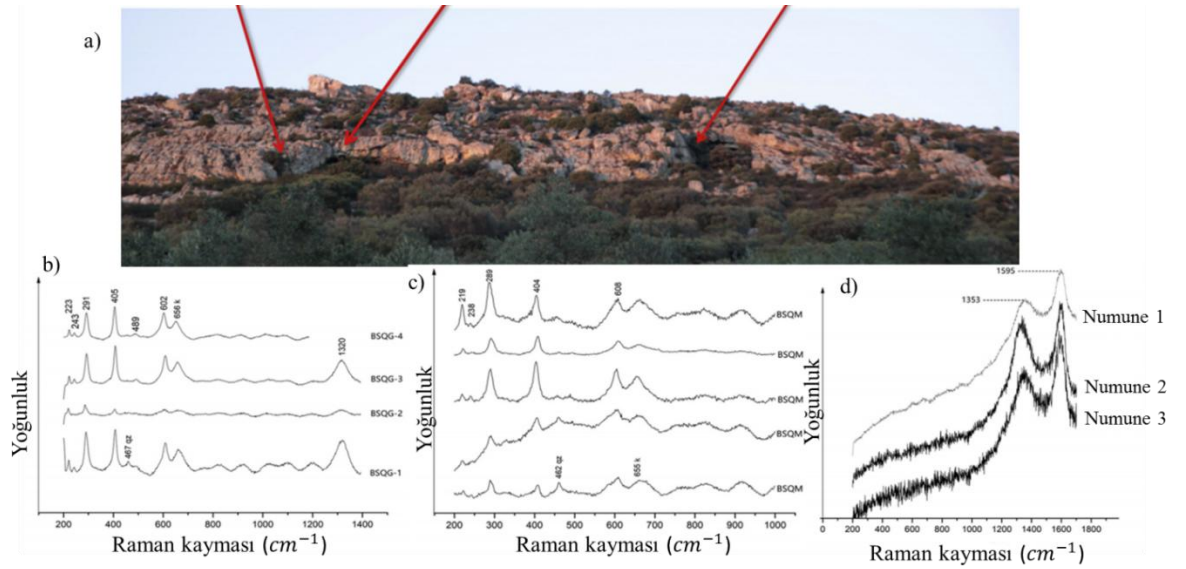 a)
b)
223
243
291
405
489
602
656 k
BSQG-4
1320
BSQG-3
BSQG-2
467 qz
BSQG-1
Yoğunluk
200 400 600 800 1000 1200 1400
Raman kayması (cm⁻¹)
c)
219
238
289
404
608
BSQM
BSQM
BSQM
BSQM
462 qz
655 k
BSQM
Yoğunluk
200 300 400 500 600 700 800 900 1000
Raman kayması (cm⁻¹)
d)
1595
1353
Numune 1
Numune 2
Numune 3
Yoğunluk
0 200 400 600 800 1000 1200 1400 1600 1800
Raman kayması (cm⁻¹)